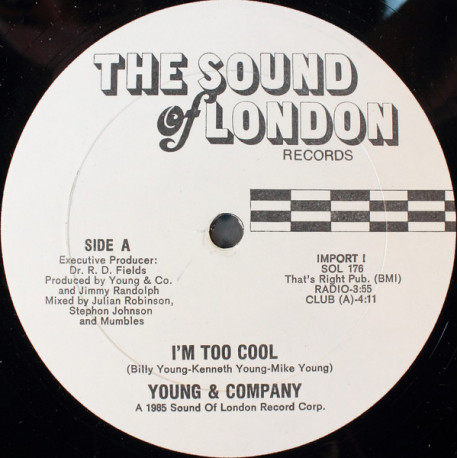 THE SOUND
of LONDON
RECORDS
SIDE A
Executive Producer:
Dr. R. D. Fields
Produced by Young & Co.
and Jimmy Randolph
Mixed by Julian Robinson,
Stephon Johnson
and Mumbles
IMPORT !
SOL 176
That's Right Pub. (BMI)
RADIO-3:55
CLUB (A)-4:11
I'M TOO COOL
(Billy Young-Kenneth Young-Mike Young)
YOUNG & COMPANY
A 1985 Sound Of London Record Corp.